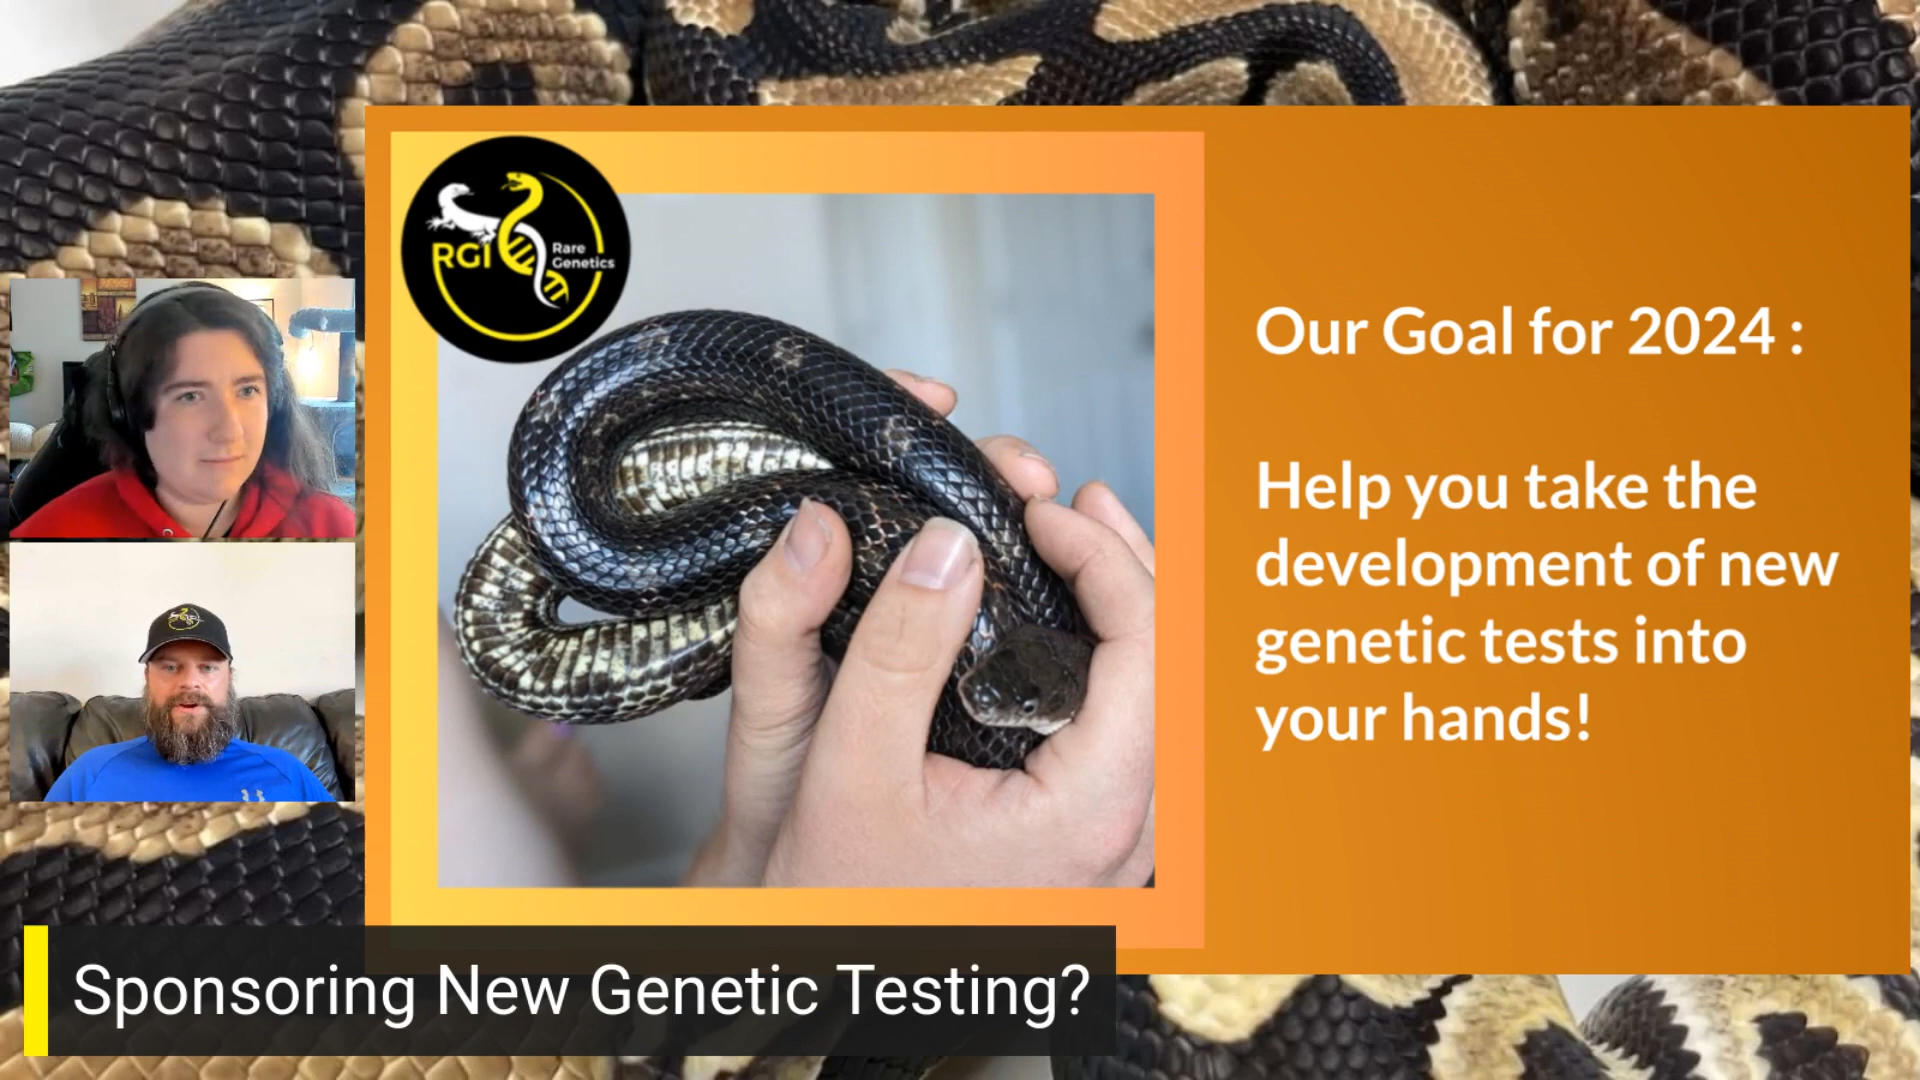 RGI
Rare
Genetics
Our Goal for 2024 :
Help you take the
development of new
genetic tests into
your hands!
Sponsoring New Genetic Testing?